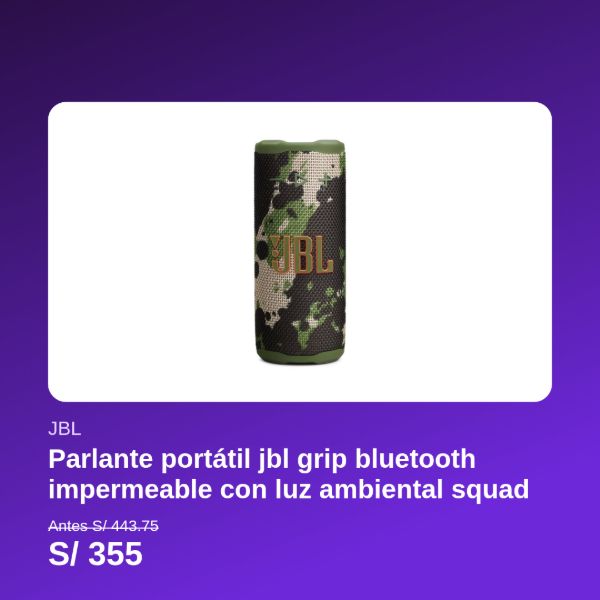 JBL
JBL
Parlante portátil jbl grip bluetooth
impermeable con luz ambiental squad
Antes S/ 443.75
S/ 355